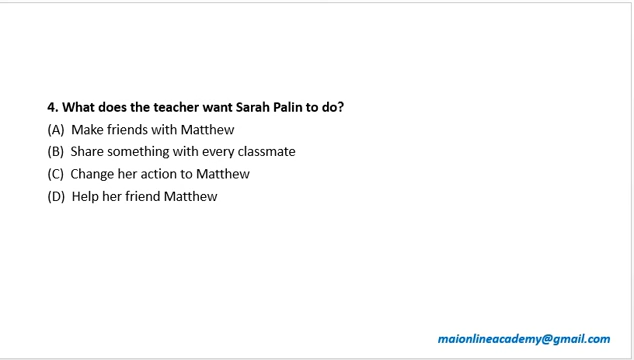 4. What does the teacher want Sarah Palin to do?
(A) Make friends with Matthew
(B) Share something with every classmate
(C) Change her action to Matthew
(D) Help her friend Matthew
maionlineacademy@gmail.com